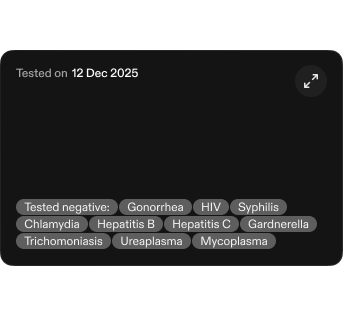 Tested on 12 Dec 2025
Tested negative: Gonorrhea HIV Syphilis
Chlamydia Hepatitis B Hepatitis C Gardnerella
Trichomoniasis Ureaplasma Mycoplasma